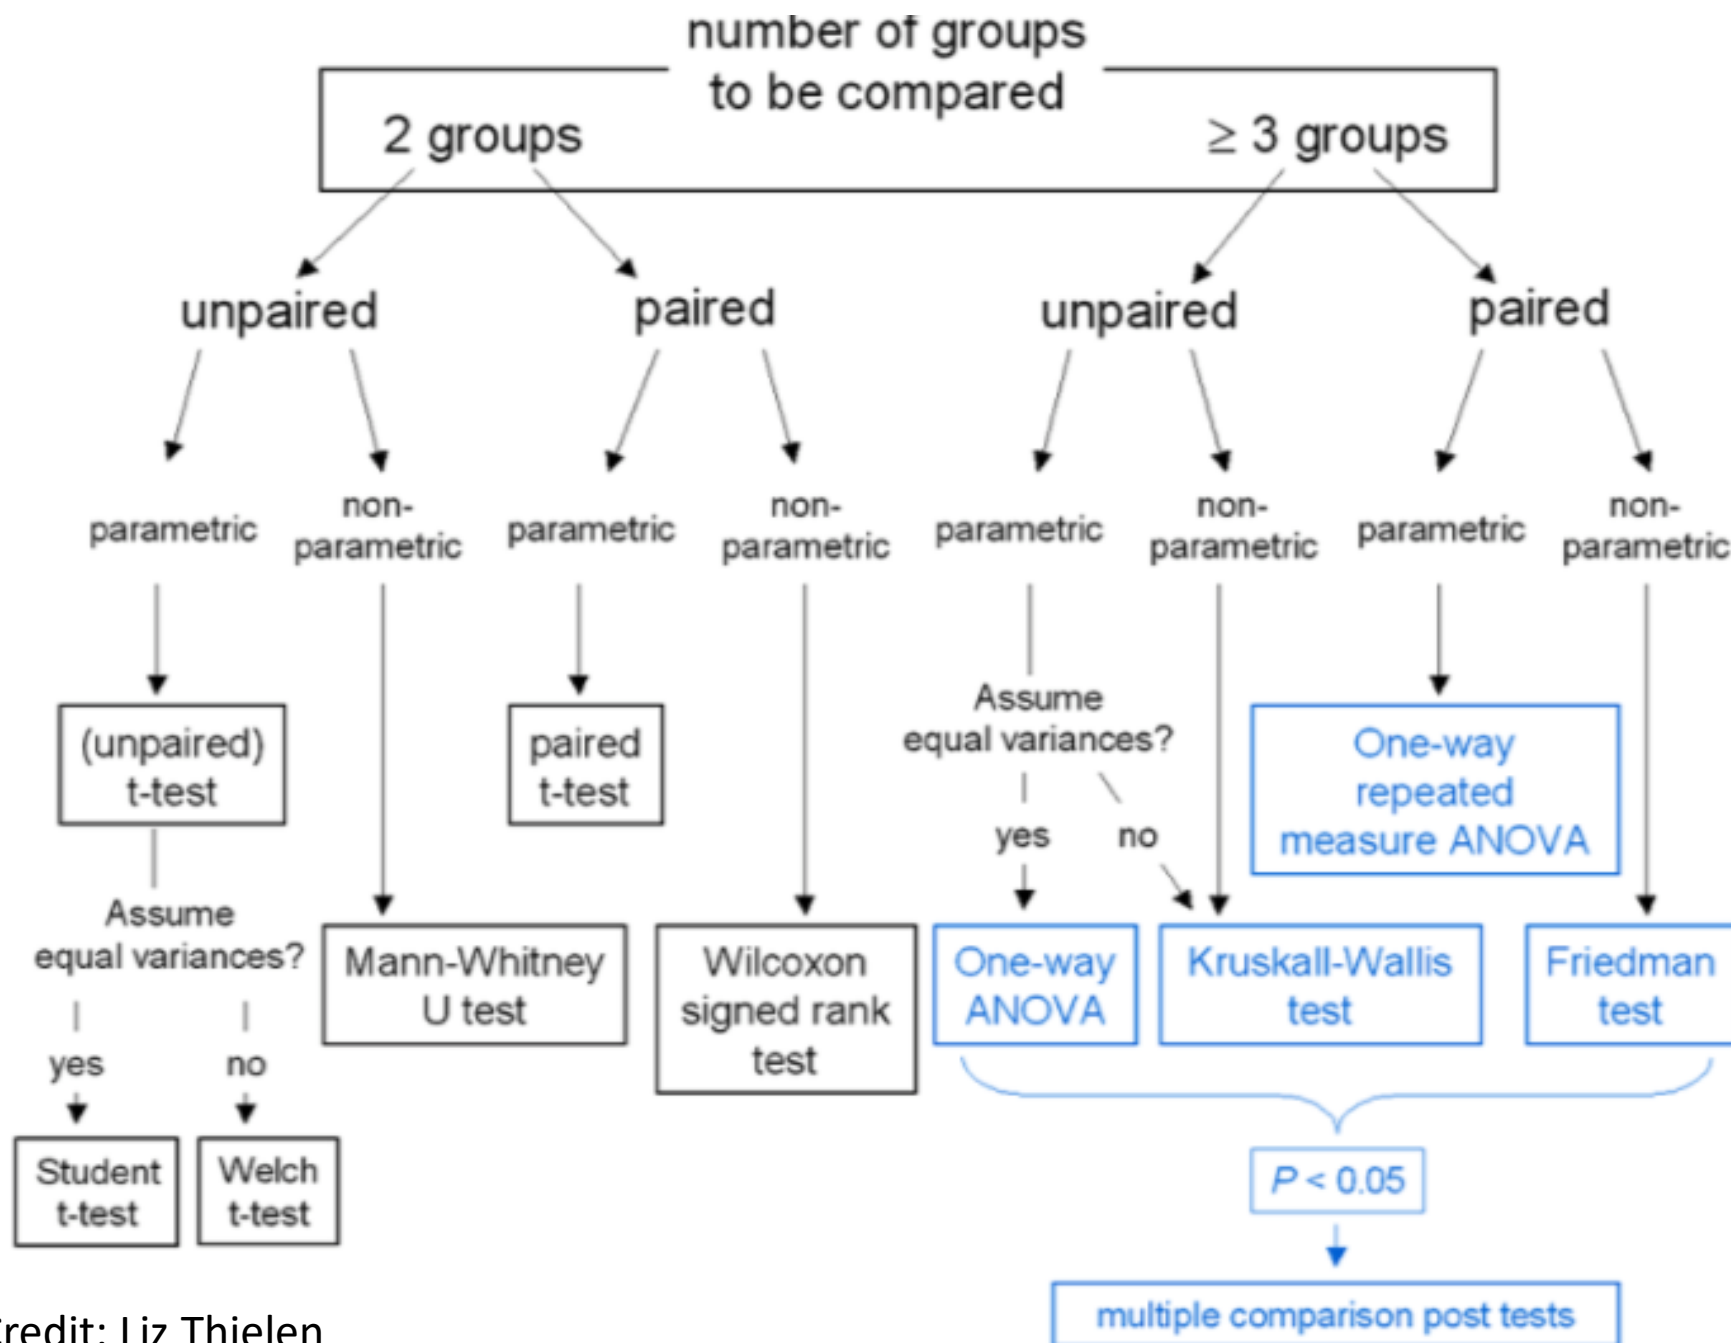 number of groups
to be compared
2 groups
≥ 3 groups
unpaired
paired
unpaired
paired
parametric
non-
parametric
parametric
non-
parametric
parametric
non-
parametric
parametric
non-
parametric
(unpaired)
t-test
paired
t-test
Assume
equal variances?
yes
no
One-way
repeated
measure ANOVA
Assume
equal variances?
yes
no
Mann-Whitney
U test
Wilcoxon
signed rank
test
One-way
ANOVA
Kruskall-Wallis
test
Friedman
test
Student
t-test
Welch
t-test
P < 0.05
multiple comparison post tests
Credit: Liz Thielen